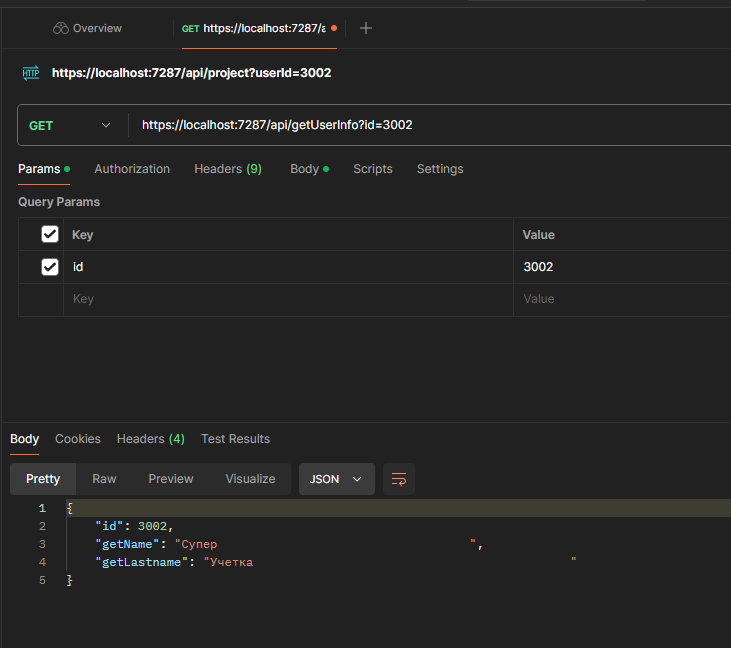 Overview
GET https://localhost:7287/a
HTTP https://localhost:7287/api/project?userId=3002
GET https://localhost:7287/api/getUserInfo?id=3002
Params Authorization Headers (9) Body Scripts Settings
Query Params
Key Value
id 3002
Key Value
Body Cookies Headers (4) Test Results
Pretty Raw Preview Visualize JSON
1 {
2 "id": 3002,
3 "getName": "Супер ",
4 "getLastname": "Учетка "
5 }